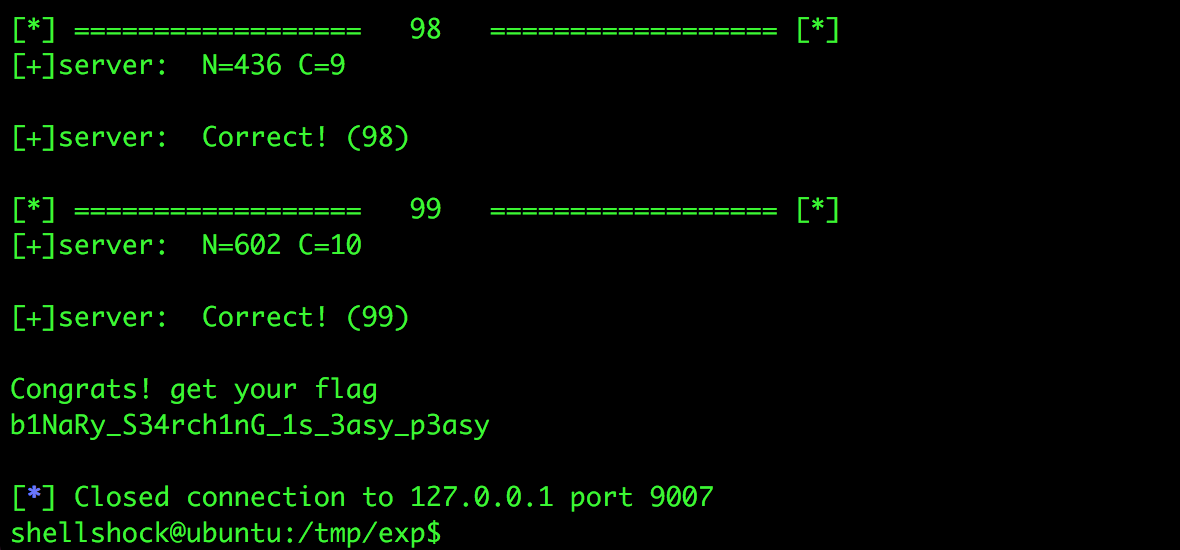 [*] ==================   98   ================== [*]
[+]server:  N=436 C=9
[+]server:  Correct! (98)
[*] ==================   99   ================== [*]
[+]server:  N=602 C=10
[+]server:  Correct! (99)
Congrats! get your flag
b1NaRy_S34rch1nG_1s_3asy_p3asy
[*] Closed connection to 127.0.0.1 port 9007
shellshock@ubuntu:/tmp/exp$